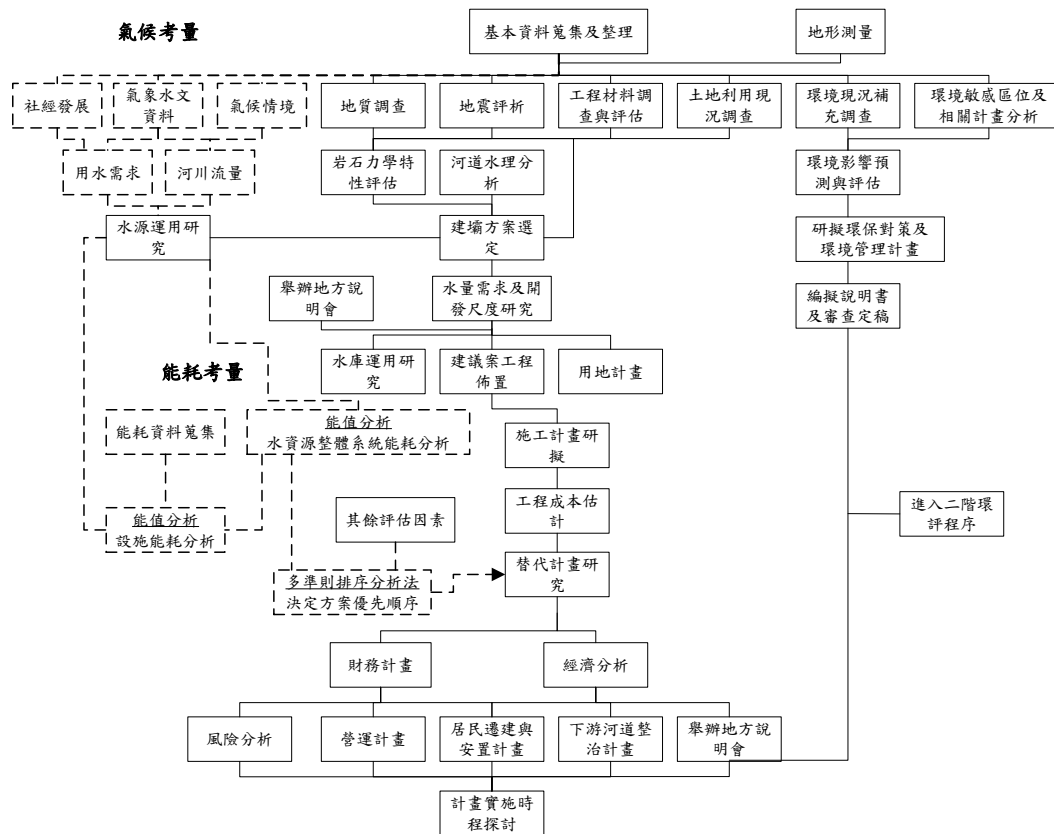 氣候考量
基本資料蒐集及整理
地形測量
社經發展
氣象水文
資料
氣候情境
地質調查
地震評析
工程材料調
查與評估
土地利用現
況調查
環境現況補
充調查
環境敏感區位及
相關計畫分析
用水需求
河川流量
岩石力學特
性評估
河道水理分
析
環境影響預
測與評估
水源運用研
究
建壩方案選
定
研擬環保對策及
環境管理計畫
舉辦地方說
明會
水量需求及開
發尺度研究
編擬說明書
及審查定稿
能耗考量
水庫運用研
究
建議案工程
佈置
用地計畫
能耗資料蒐集
能值分析
水資源整體系統能耗分析
施工計畫研
擬
能值分析
設施能耗分析
其餘評估因素
工程成本估
計
進入二階環
評程序
多準則排序分析法
決定方案優先順序
替代計畫研
究
財務計畫
經濟分析
風險分析
營運計畫
居民遷建與
安置計畫
下游河道整
治計畫
舉辦地方說
明會
計畫實施時
程探討